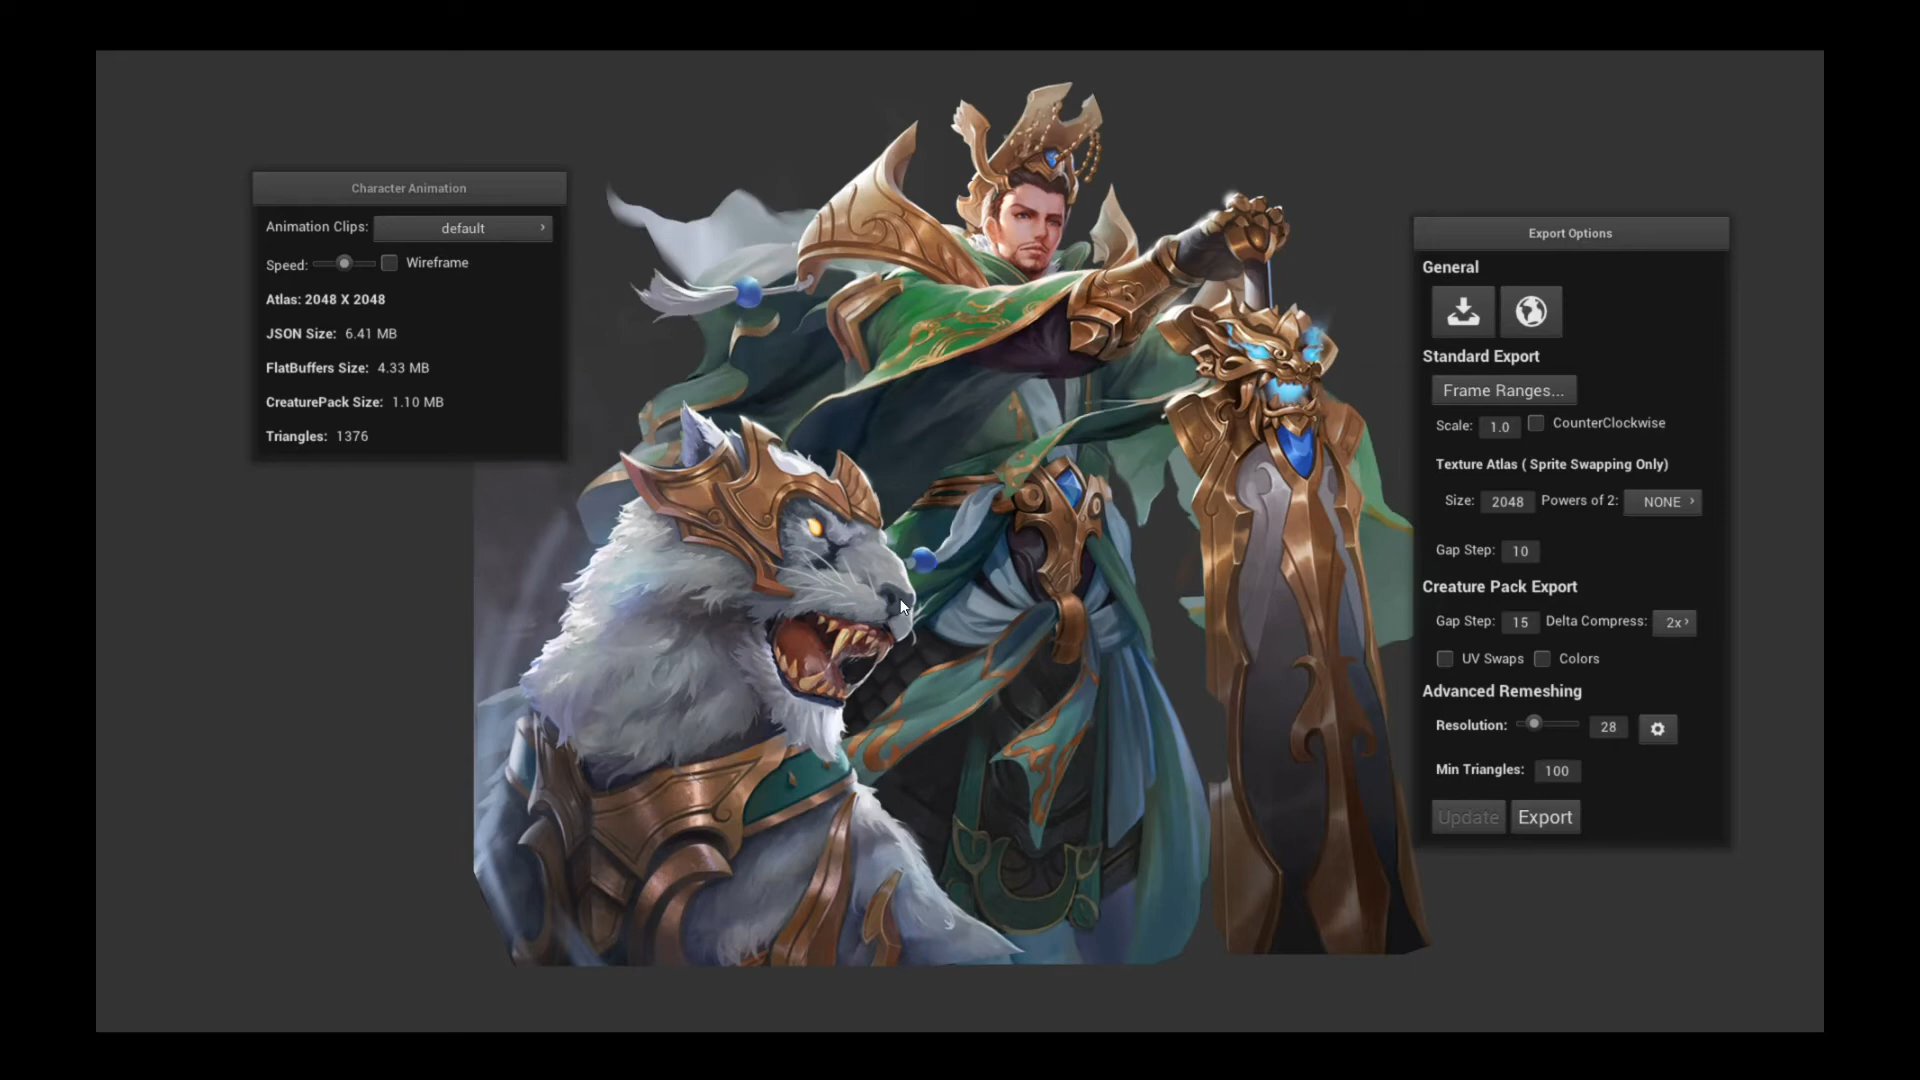 Character Animation
Animation Clips: default
Speed: Wireframe
Atlas: 2048 X 2048
JSON Size: 6.41 MB
FlatBuffers Size: 4.33 MB
CreaturePack Size: 1.10 MB
Triangles: 1376
Export Options
General
Standard Export
Frame Ranges...
Scale: 1.0 CounterClockwise
Texture Atlas ( Sprite Swapping Only)
Size: 2048 Powers of 2: NONE
Gap Step: 10
Creature Pack Export
Gap Step: 15 Delta Compress: 2x
UV Swaps Colors
Advanced Remeshing
Resolution: 28
Min Triangles: 100
Update Export